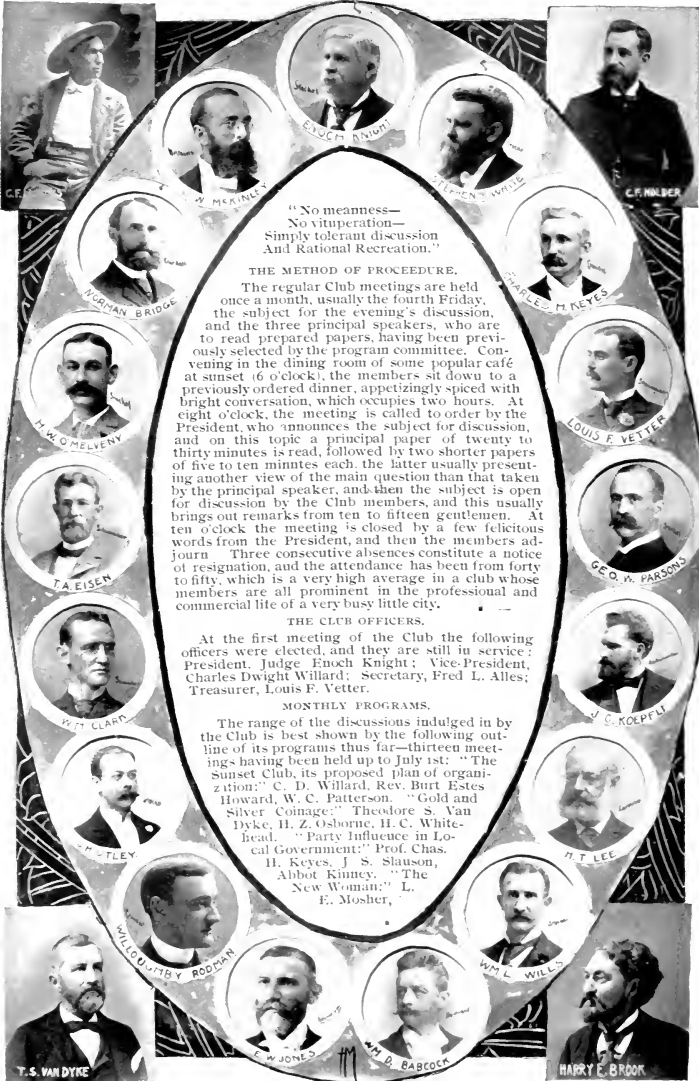 ENOCH KNIGHT
W. McKINLEY
STEPHEN M. WHITE
C.F.
C.F. HOLDER
NORMAN BRIDGE
CHARLES H. KEYES
H.W. O'MELVENY
LOUIS F. VETTER
T.A. EISEN
GEO. W. PARSONS
WM CLARK
J. G. KOEPFLI
UTLEY.
H.T. LEE
WILLOUGHBY RODMAN
WM L. WILLS
E W JONES
WM D. BABCOCK
T.S. VAN DYKE
HARRY E. BROOK
HM
"No meanness—
No vituperation—
Simply tolerant discussion
And Rational Recreation."
THE METHOD OF PROCEEDURE.
The regular Club meetings are held
once a month, usually the fourth Friday,
the subject for the evening's discussion,
and the three principal speakers, who are
to read prepared papers, having been previ-
ously selected by the program committee. Con-
vening in the dining room of some popular café
at sunset (6 o'clock), the members sit down to a
previously ordered dinner, appetizingly spiced with
bright conversation, which occupies two hours. At
eight o'clock, the meeting is called to order by the
President, who announces the subject for discussion,
and on this topic a principal paper of twenty to
thirty minutes is read, followed by two shorter papers
of five to ten minutes each, the latter usually present-
ing another view of the main question than that taken
by the principal speaker, and then the subject is open
for discussion by the Club members, and this usually
brings out remarks from ten to fifteen gentlemen. At
ten o'clock the meeting is closed by a few felicitous
words from the President, and then the members ad-
journ Three consecutive absences constitute a notice
of resignation, and the attendance has been from forty
to fifty, which is a very high average in a club whose
members are all prominent in the professional and
commercial life of a very busy little city.
THE CLUB OFFICERS.
At the first meeting of the Club the following
officers were elected, and they are still in service:
President, Judge Enoch Knight; Vice-President,
Charles Dwight Willard; Secretary, Fred L. Alles;
Treasurer, Louis F. Vetter.
MONTHLY PROGRAMS.
The range of the discussions indulged in by
the Club is best shown by the following out-
line of its programs thus far—thirteen meet-
ings having been held up to July 1st: "The
Sunset Club, its proposed plan of organi-
zation:" C. D. Willard, Rev. Burt Estes
Howard, W. C. Patterson. "Gold and
Silver Coinage:" Theodore S. Van
Dyke, H. Z. Osborne, H. C. White-
head. "Party Influence in Lo-
cal Government:" Prof. Chas.
H. Keyes, J S. Slauson,
Abbot Kinney. "The
New Woman:" L.
E. Mosher,